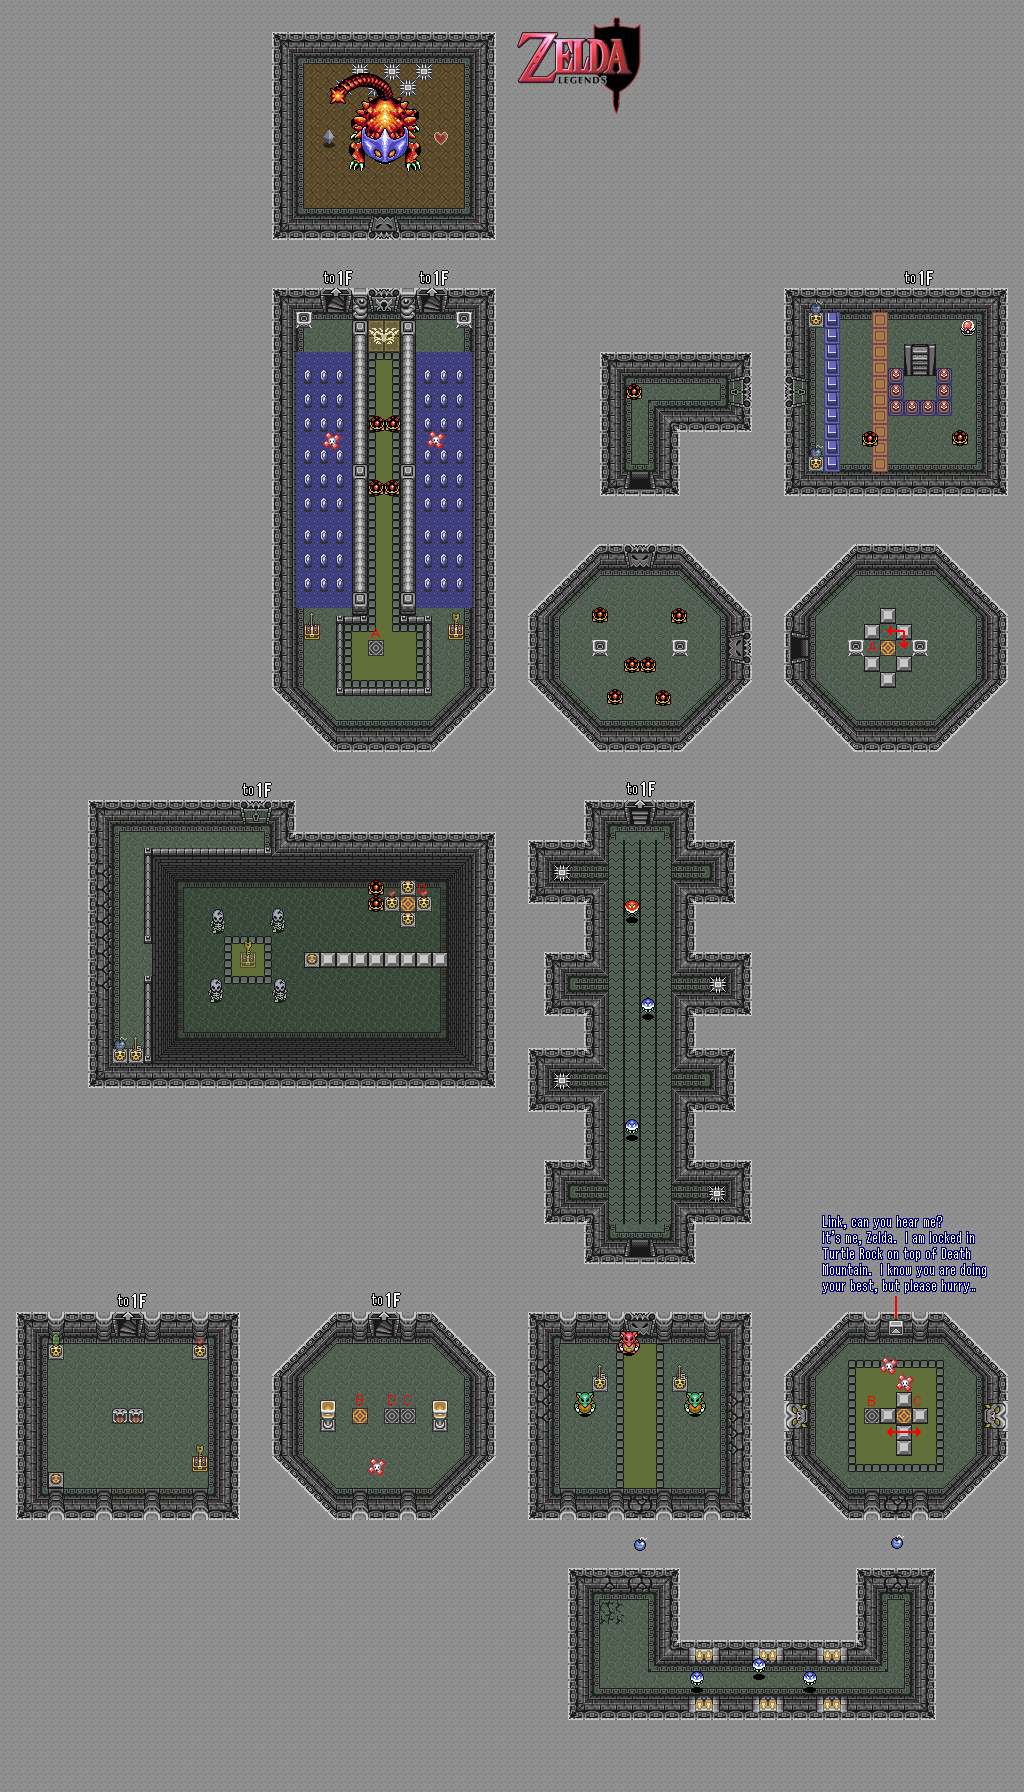 ZELDA
LEGENDS
to 1F
to 1F
to 1F
A
A
to 1F
to 1F
Link, can you hear me?
It's me, Zelda. I am locked in
Turtle Rock on top of Death
Mountain. I know you are doing
your best, but please hurry...
to 1F
to 1F
D
D
C
B
C